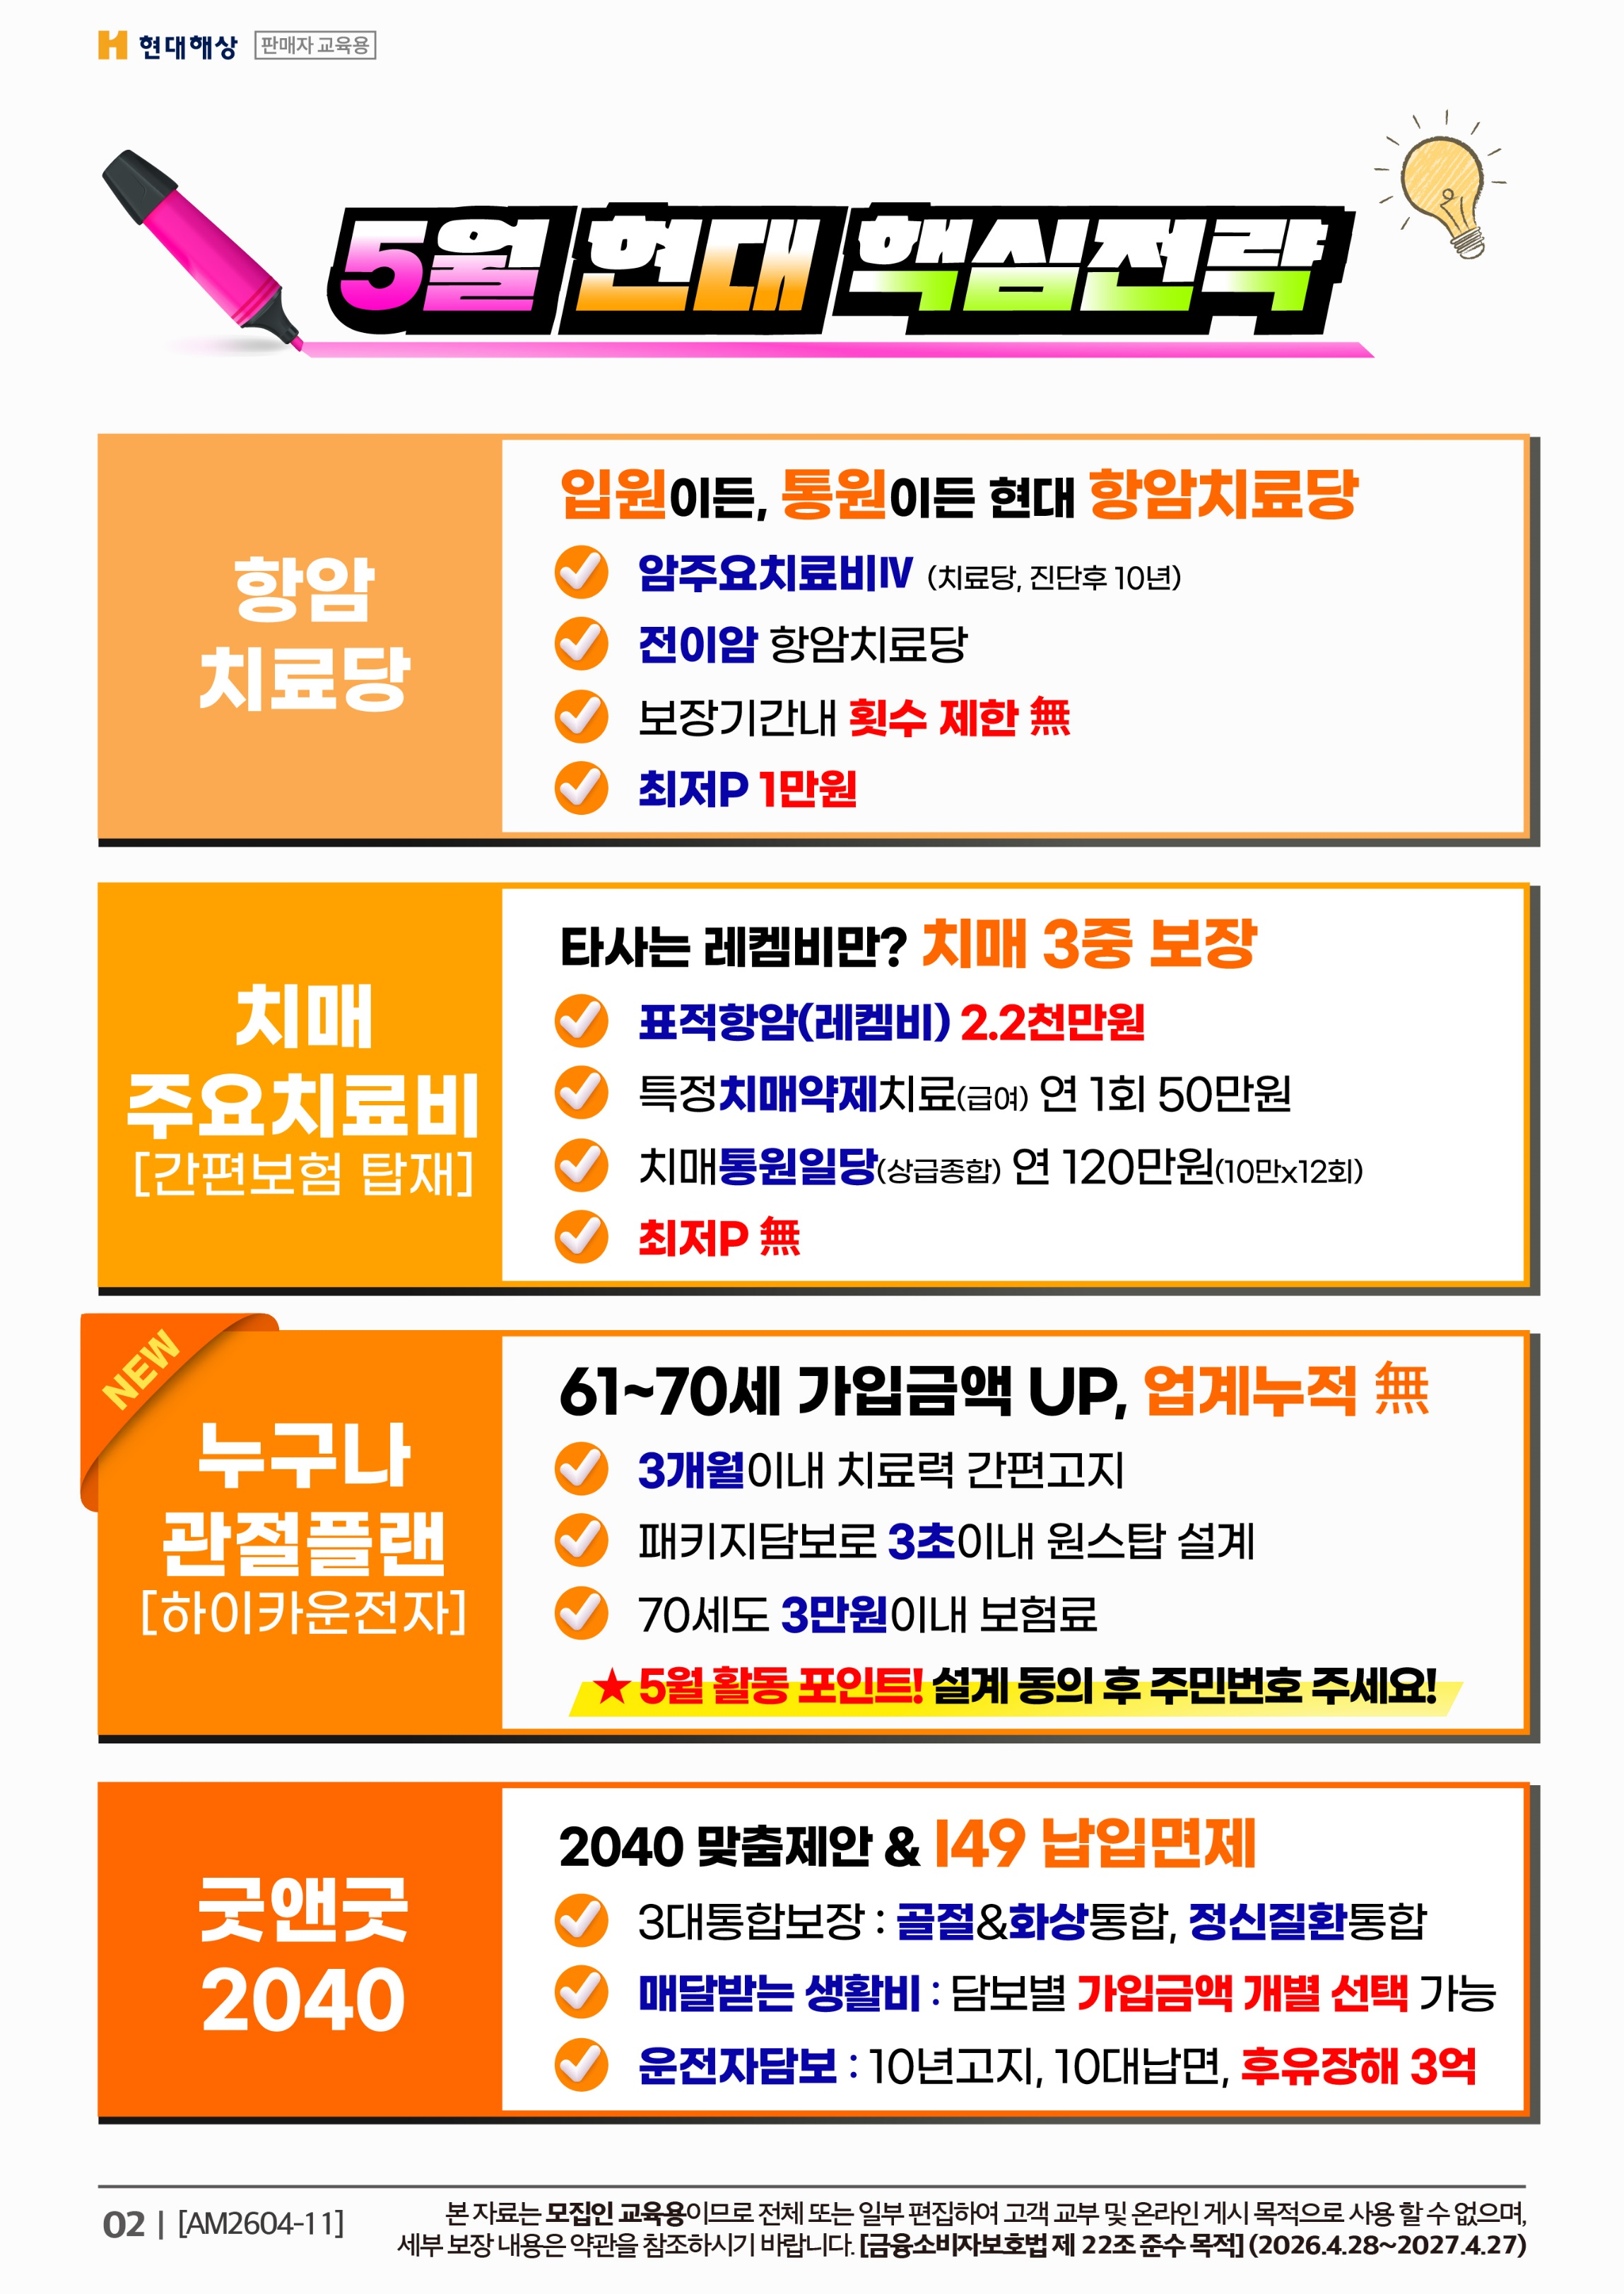 현대해상 판매자 교육용
5월 현대 핵심전략
항암
치료당
입원이든, 통원이든 현대 항암치료당
암주요치료비Ⅳ (치료당, 진단후 10년)
전이암 항암치료당
보장기간내 횟수 제한 無
최저P 1만원
치매
주요치료비
[간편보험 탑재]
타사는 레켐비만? 치매 3중 보장
표적항암(레켐비) 2.2천만원
특정치매약제치료(급여) 연 1회 50만원
치매통원일당(상급종합) 연 120만원(10만x12회)
최저P 無
NEW
누구나
관절플랜
[하이카운전자]
61~70세 가입금액 UP, 업계누적 無
3개월이내 치료력 간편고지
패키지담보로 3초이내 원스탑 설계
70세도 3만원이내 보험료
★ 5월 활동 포인트! 설계 동의 후 주민번호 주세요!
굿앤굿
2040
2040 맞춤제안 & I49 납입면제
3대통합보장 : 골절&화상통합, 정신질환통합
매달받는 생활비 : 담보별 가입금액 개별 선택 가능
운전자담보 : 10년고지, 10대납면, 후유장해 3억
02 | [AM2604-11]
본 자료는 모집인 교육용이므로 전체 또는 일부 편집하여 고객 교부 및 온라인 게시 목적으로 사용 할 수 없으며,
세부 보장 내용은 약관을 참조하시기 바랍니다. [금융소비자보호법 제 22조 준수 목적] (2026.4.28~2027.4.27)